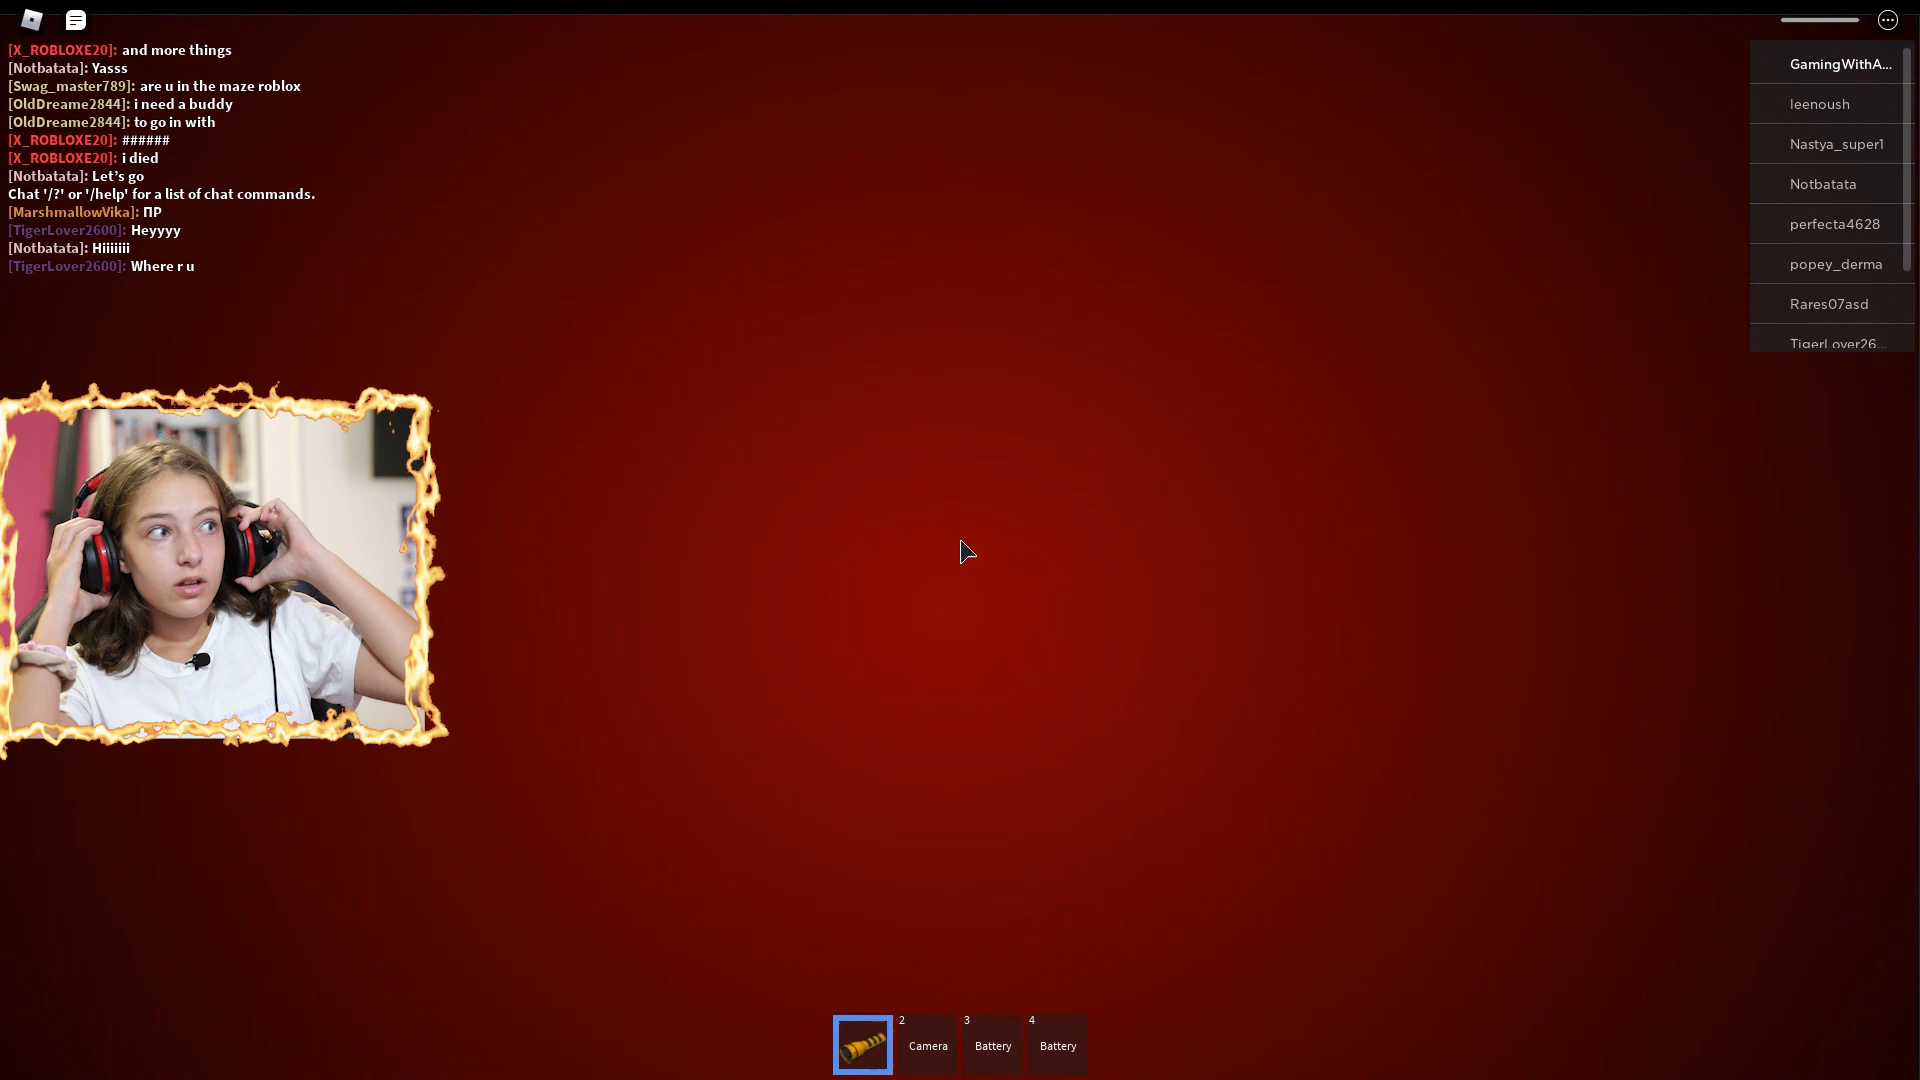 [X_ROBLOXE20]: and more things
[Notbatata]: Yasss
[Swag_master789]: are u in the maze roblox
[OldDreame2844]: i need a buddy
[OldDreame2844]: to go in with
[X_ROBLOXE20]: ######
[X_ROBLOXE20]: i died
[Notbatata]: Let's go
Chat '/?' or '/help' for a list of chat commands.
[MarshmallowVika]: ПР
[TigerLover2600]: Heyyyy
[Notbatata]: Hiiiiiii
[TigerLover2600]: Where r u
GamingWithA...
leenoush
Nastya_super1
Notbatata
perfecta4628
popey_derma
Rares07asd
TigerLover26...
2
Camera
3
Battery
4
Battery